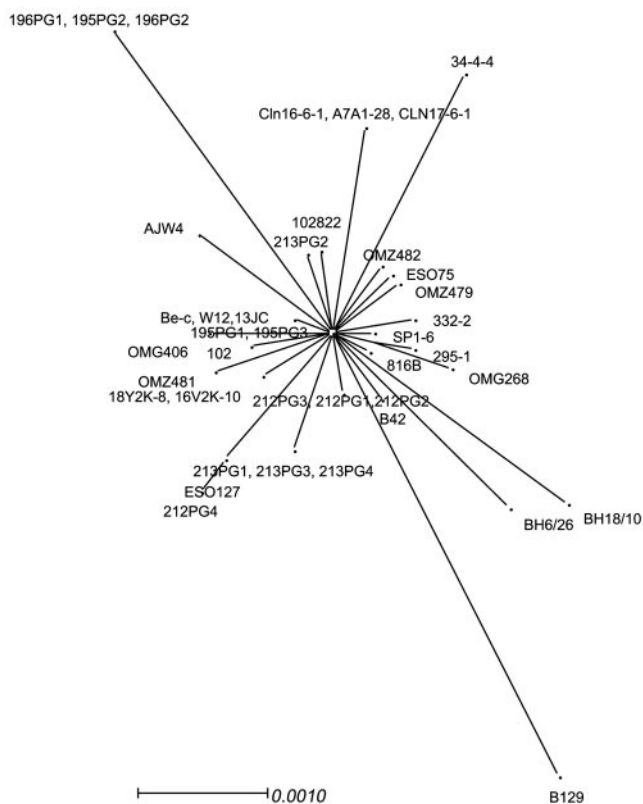 196PG1, 195PG2, 196PG2
34-4-4
Cln16-6-1, A7A1-28, CLN17-6-1
102822
AJW4
213PG2
OMZ482
ESO75
OMZ479
Be-c, W12,13JC
332-2
195PG1, 195PG3
SP1-6
OMG406
102
295-1
816B
OMG268
OMZ481
18Y2K-8, 16V2K-10
212PG3, 212PG1,212PG2
B42
213PG1, 213PG3, 213PG4
ESO127
212PG4
BH6/26
BH18/10
0.0010
B129